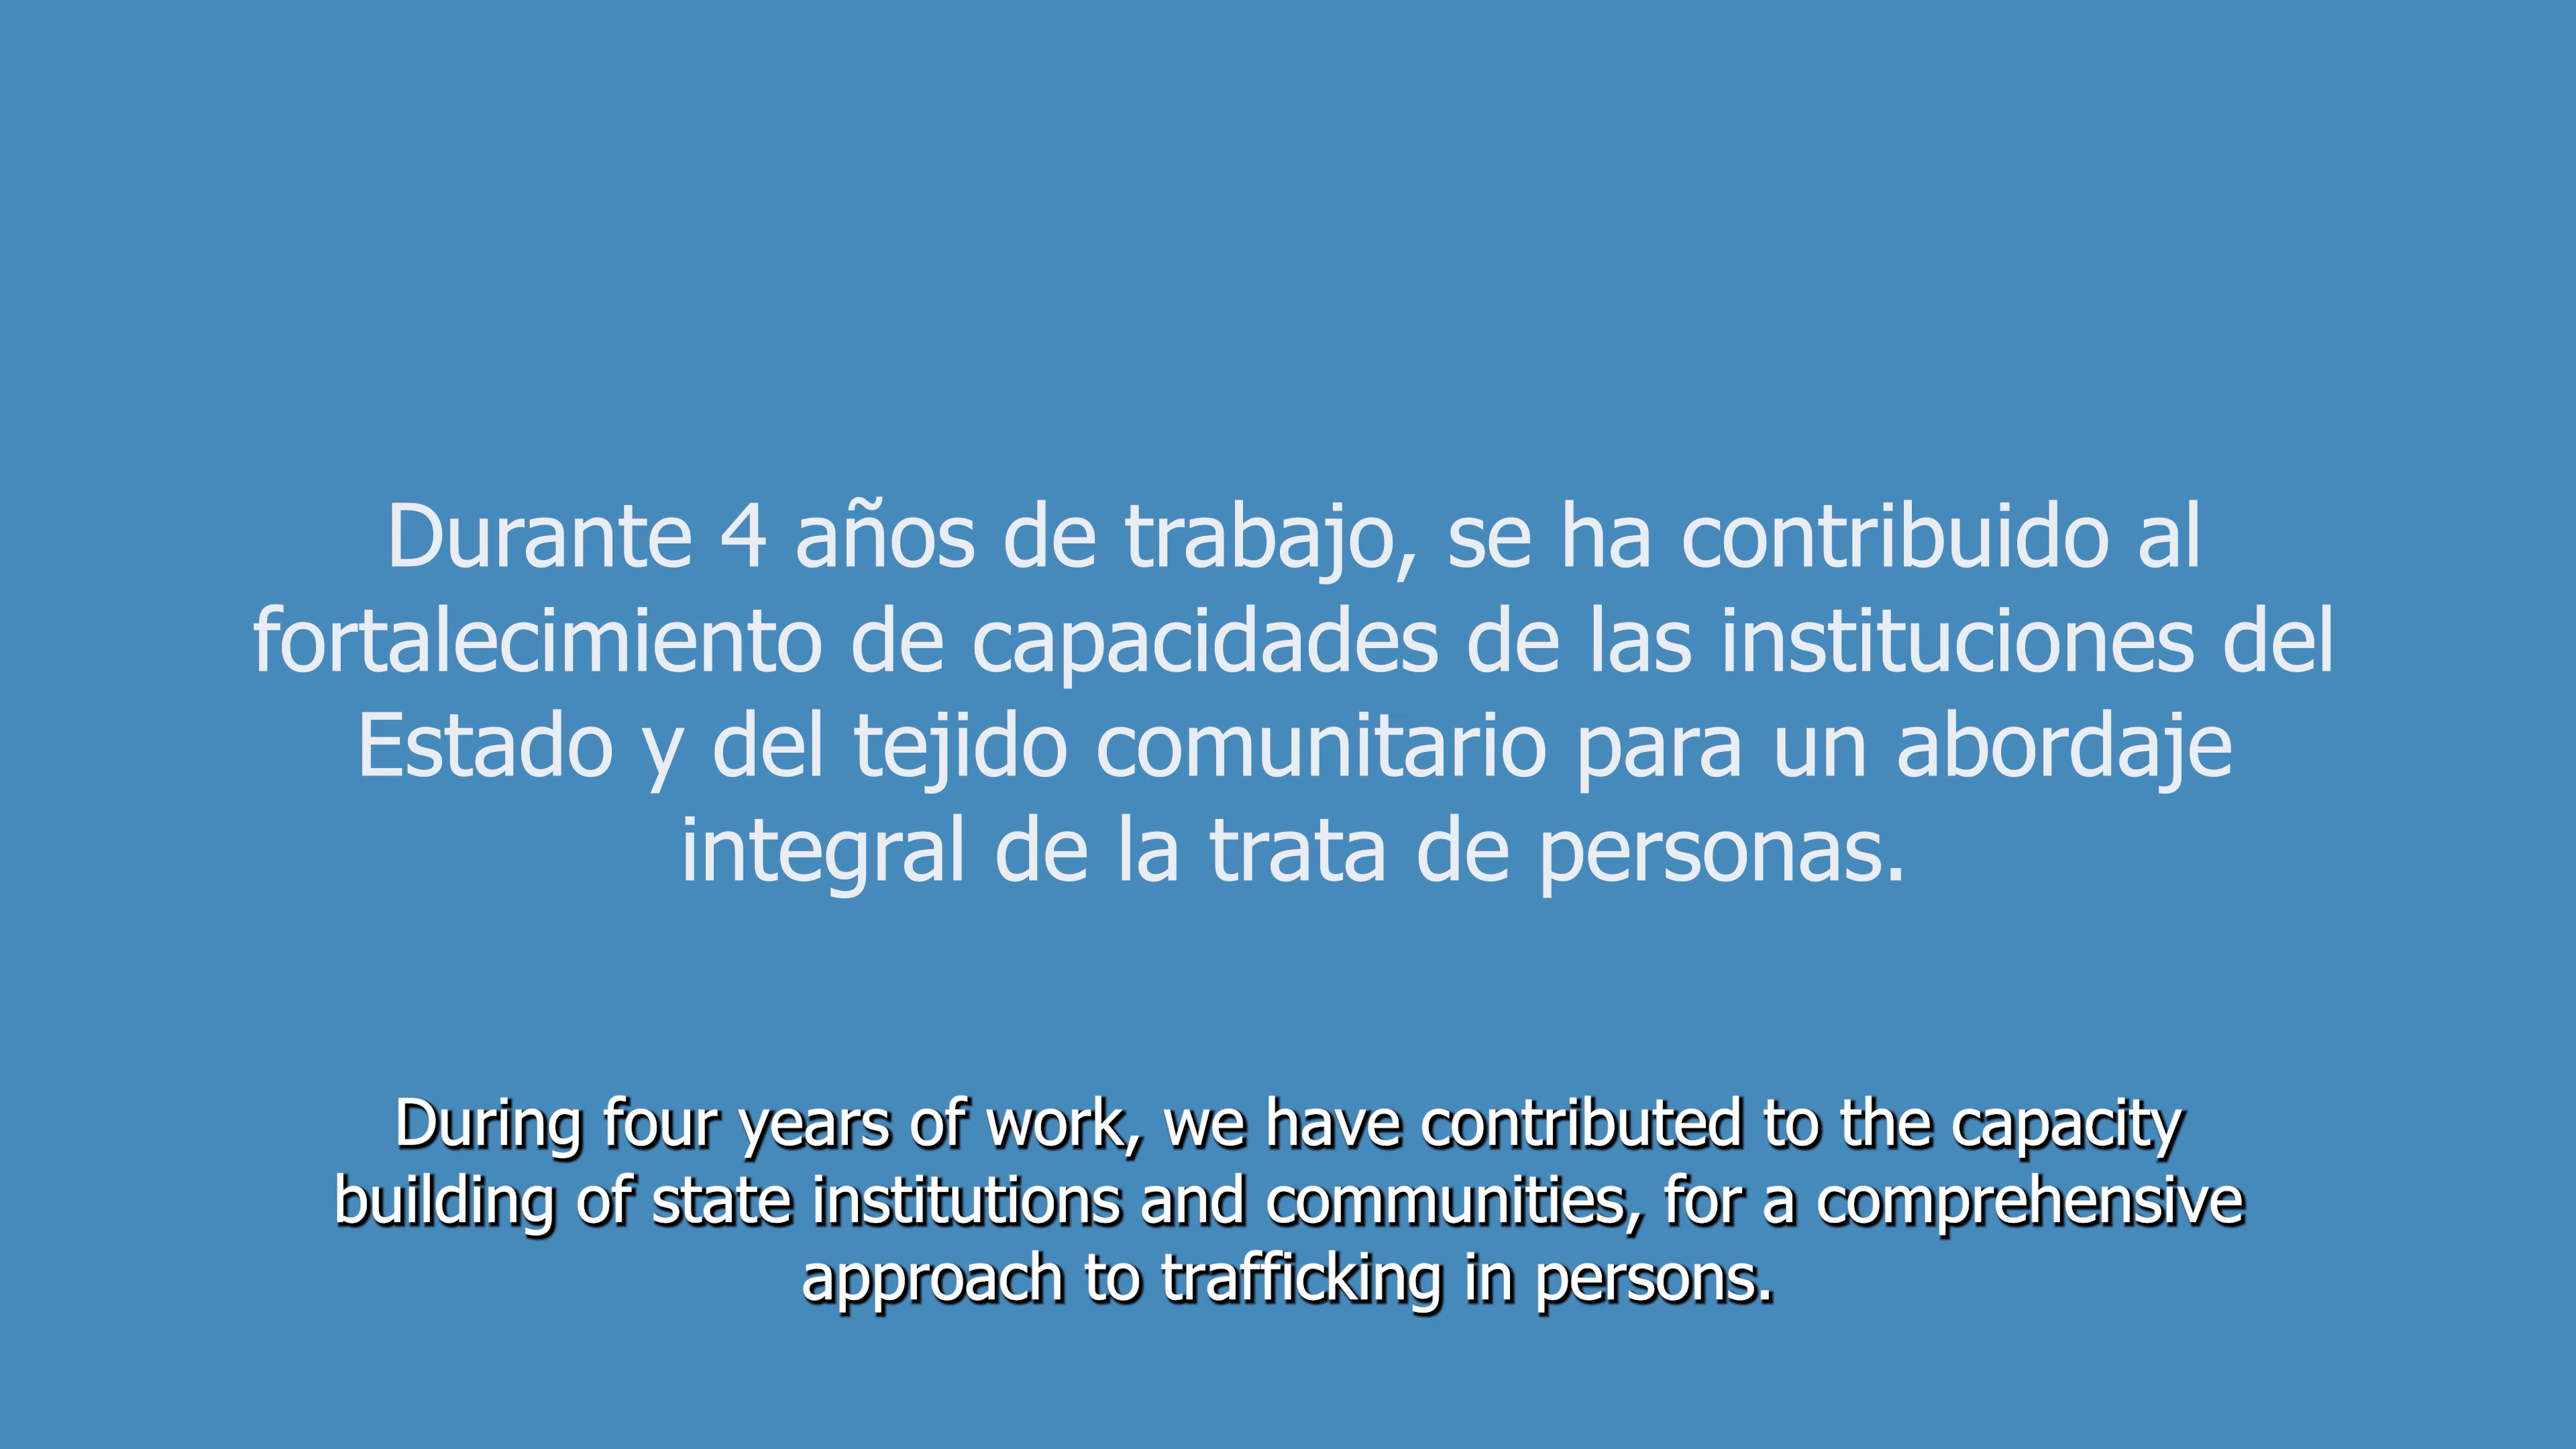 Durante 4 años de trabajo, se ha contribuido al
fortalecimiento de capacidades de las instituciones del
Estado y del tejido comunitario para un abordaje
integral de la trata de personas.
During four years of work, we have contributed to the capacity
building of state institutions and communities, for a comprehensive
approach to trafficking in persons.